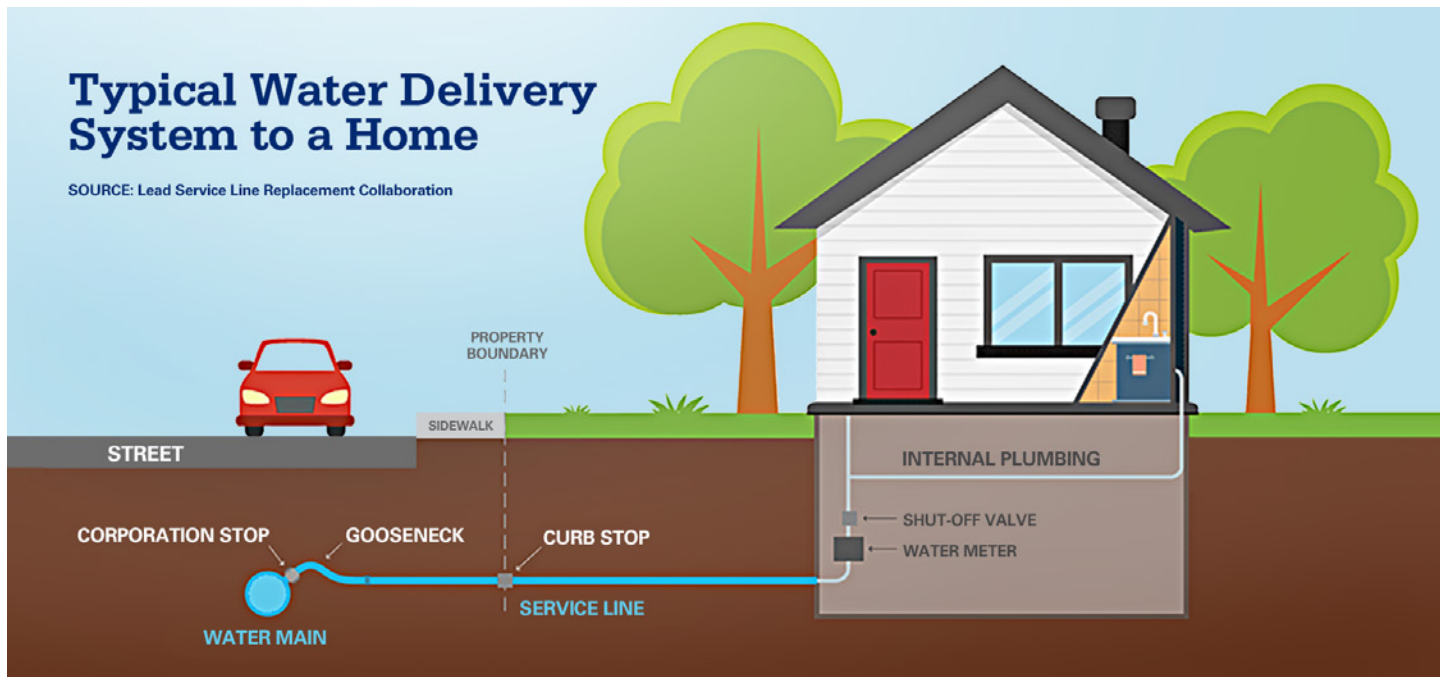 Typical Water Delivery
System to a Home
SOURCE: Lead Service Line Replacement Collaboration
PROPERTY
BOUNDARY
SIDEWALK
STREET
INTERNAL PLUMBING
CORPORATION STOP
GOOSENECK
CURB STOP
SHUT-OFF VALVE
WATER METER
SERVICE LINE
WATER MAIN